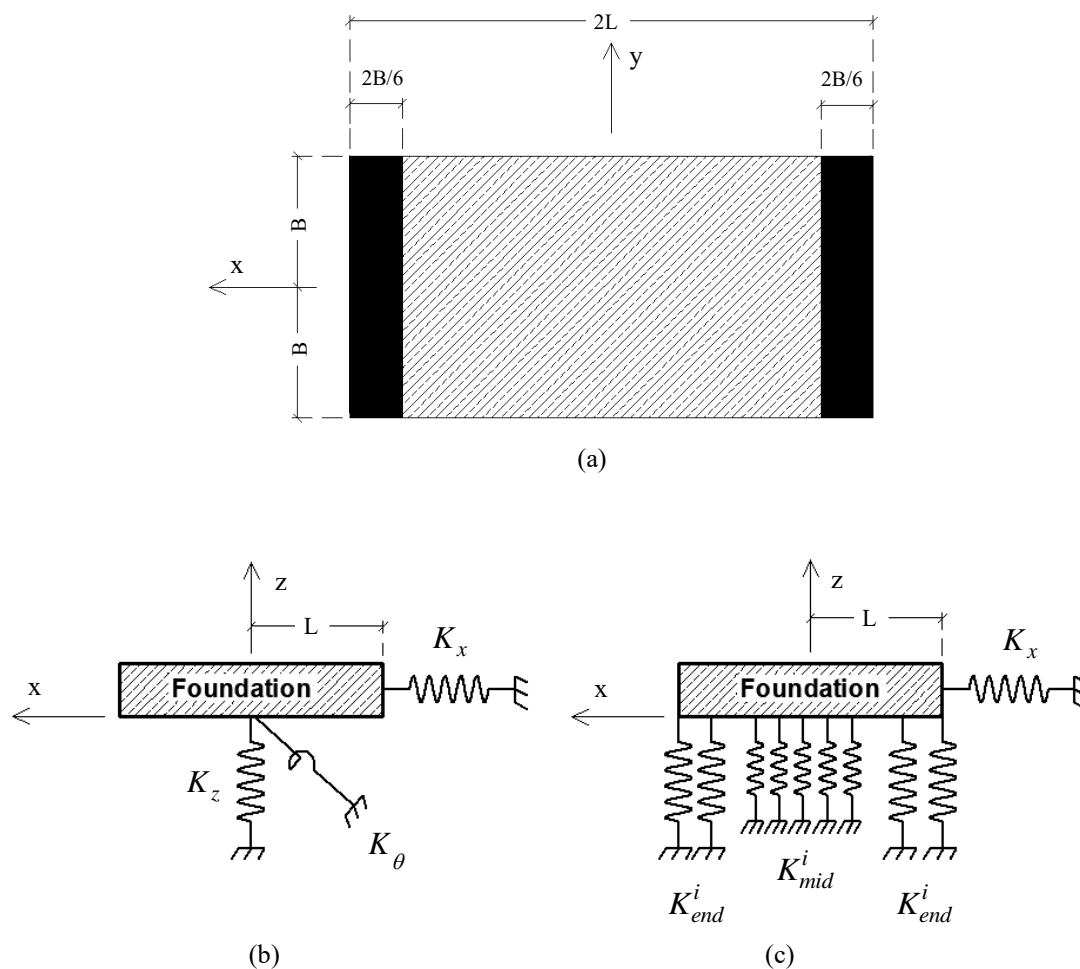 2L
2B/6
2B/6
y
B
x
B
(a)
z
L
K_x
x
Foundation
K_z
K_θ
(b)
z
L
K_x
x
Foundation
K^i_mid
K^i_end
K^i_end
(c)